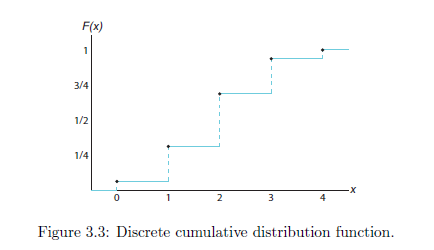 F(x)
1
3/4
1/2
1/4
0 1 2 3 4 x
Figure 3.3: Discrete cumulative distribution function.